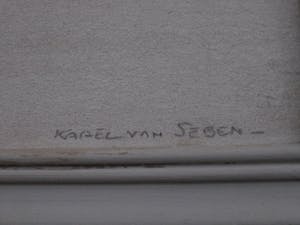 KAREL VAN SEBEN –